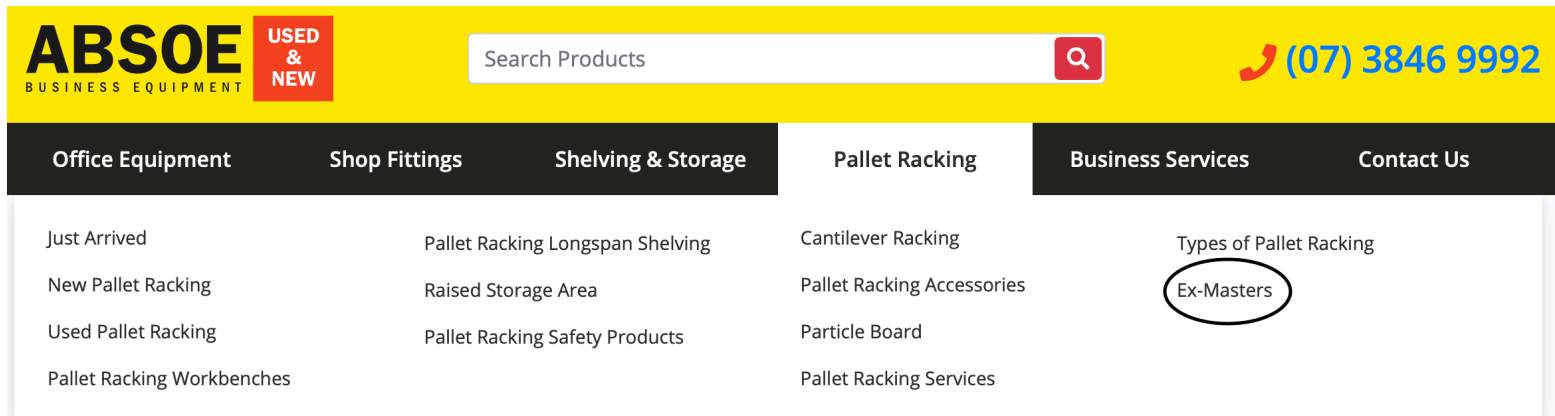 ABSOE
BUSINESS EQUIPMENT
USED
&
NEW
Search Products
(07) 3846 9992
Office Equipment
Shop Fittings
Shelving & Storage
Pallet Racking
Business Services
Contact Us
Just Arrived
New Pallet Racking
Used Pallet Racking
Pallet Racking Workbenches
Pallet Racking Longspan Shelving
Raised Storage Area
Pallet Racking Safety Products
Cantilever Racking
Pallet Racking Accessories
Particle Board
Pallet Racking Services
Types of Pallet Racking
Ex-Masters